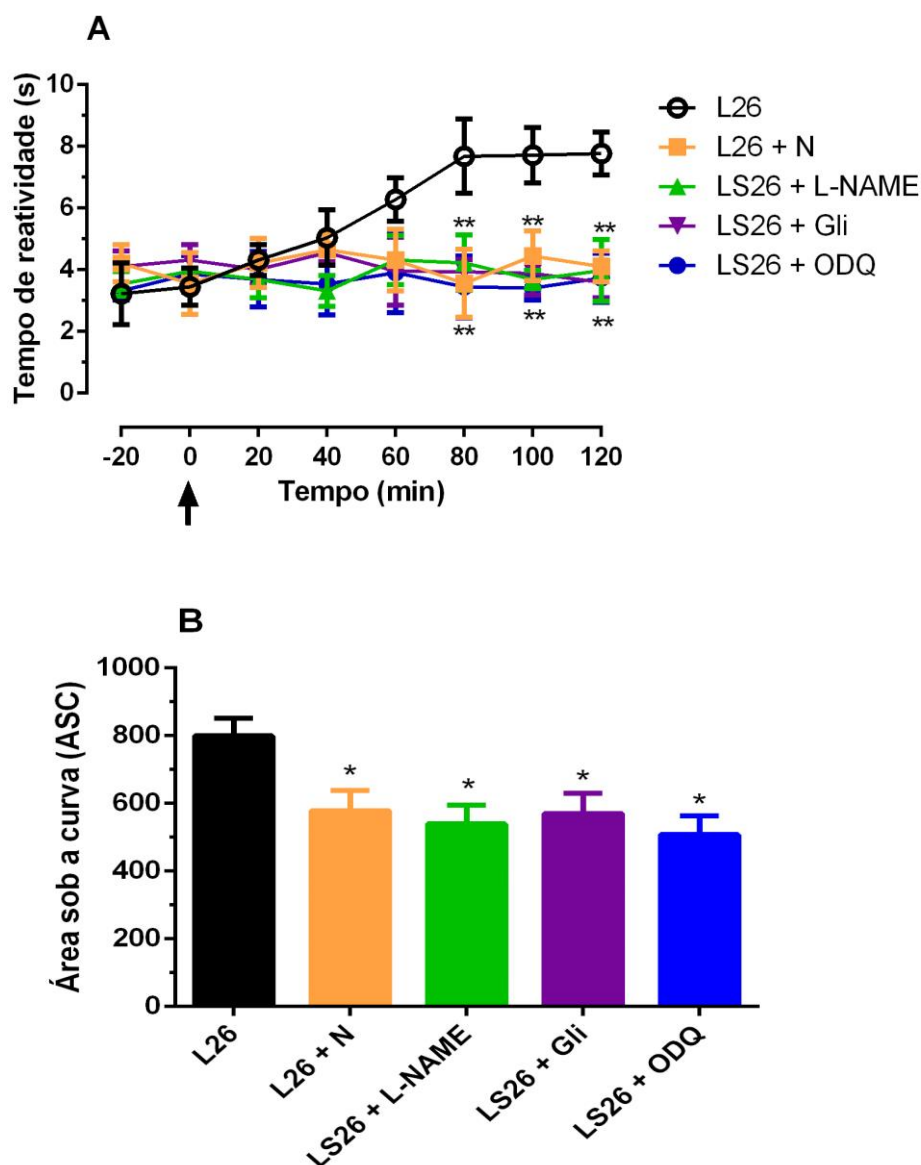 A
Tempo de reatividade (s)
10
8
6
4
2
0
** ** **
** ** **
-20 0 20 40 60 80 100 120
Tempo (min)
L26
L26 + N
LS26 + L-NAME
LS26 + Gli
LS26 + ODQ
B
Área sob a curva (ASC)
1000
800
600
400
200
0
* * * *
L26
L26 + N
LS26 + L-NAME
LS26 + Gli
LS26 + ODQ